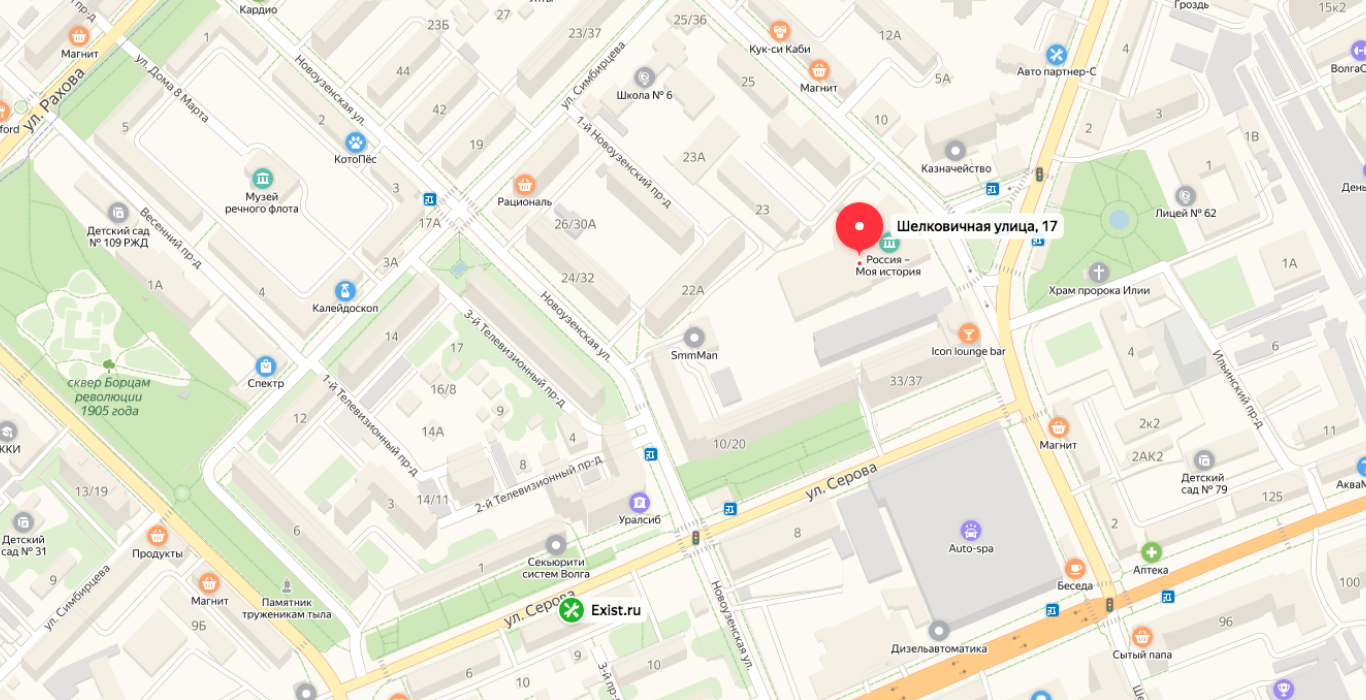 Кардио
Магнит
ул. Рахова
ул. Дома 8 Марта
1
Новоузенская ул.
44
23Б
23/37
ул. Симбирцева
25/36
Кук-си Каби
12А
Гроздь
15к2
Авто партнер-С
4
5А
Магнит
25
Школа № 6
42
2
5
КотоПёс
19
1-й Новоузенский пр-д
10
2
3
1В
Казначейство
23А
Музей
речного флота
3
Рациональ
17А
26/30А
23
1
Лицей № 62
Детский сад
№ 109 РЖД
Весенний пр-д
3А
Шелковичная улица, 17
Россия –
Моя история
Храм пророка Илии
1А
1А
4
Калейдоскоп
24/32
22А
Новоузенская ул.
14
17
3-й Телевизионный пр-д
SmmMan
Icon lounge bar
6
Ильинский пр-д
Спектр
сквер Борцам
революции
1905 года
1-й Телевизионный пр-д
16/8
9
33/37
12
14А
4
10/20
Магнит
2к2
11
2АК2
8
2-й Телевизионный пр-д
ул. Серова
Детский
сад № 79
125
13/19
3
14/11
Уралсиб
6
8
Auto-spa
2
Детский
сад № 31
Продукты
Секьюрити
систем Волга
Аптека
9
1
Беседа
100
Магнит
Памятник
труженикам тыла
ул. Серова
Exist.ru
Новоузенская ул.
ул. Симбирцева
9Б
Дизельавтоматика
96
Сытый папа
6
9
10
10